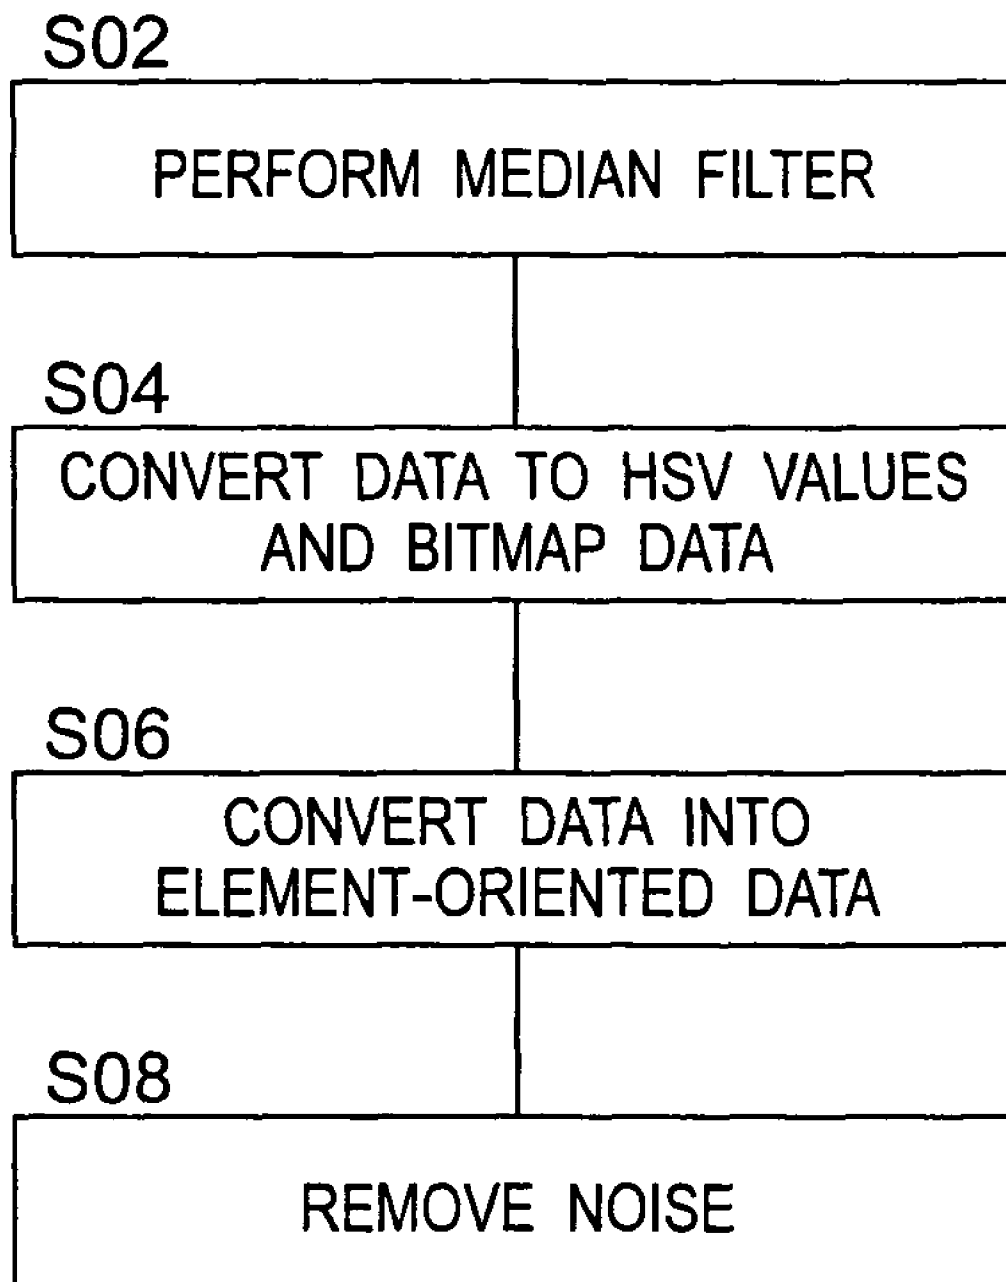 S02
PERFORM MEDIAN FILTER
S04
CONVERT DATA TO HSV VALUES
AND BITMAP DATA
S06
CONVERT DATA INTO
ELEMENT-ORIENTED DATA
S08
REMOVE NOISE